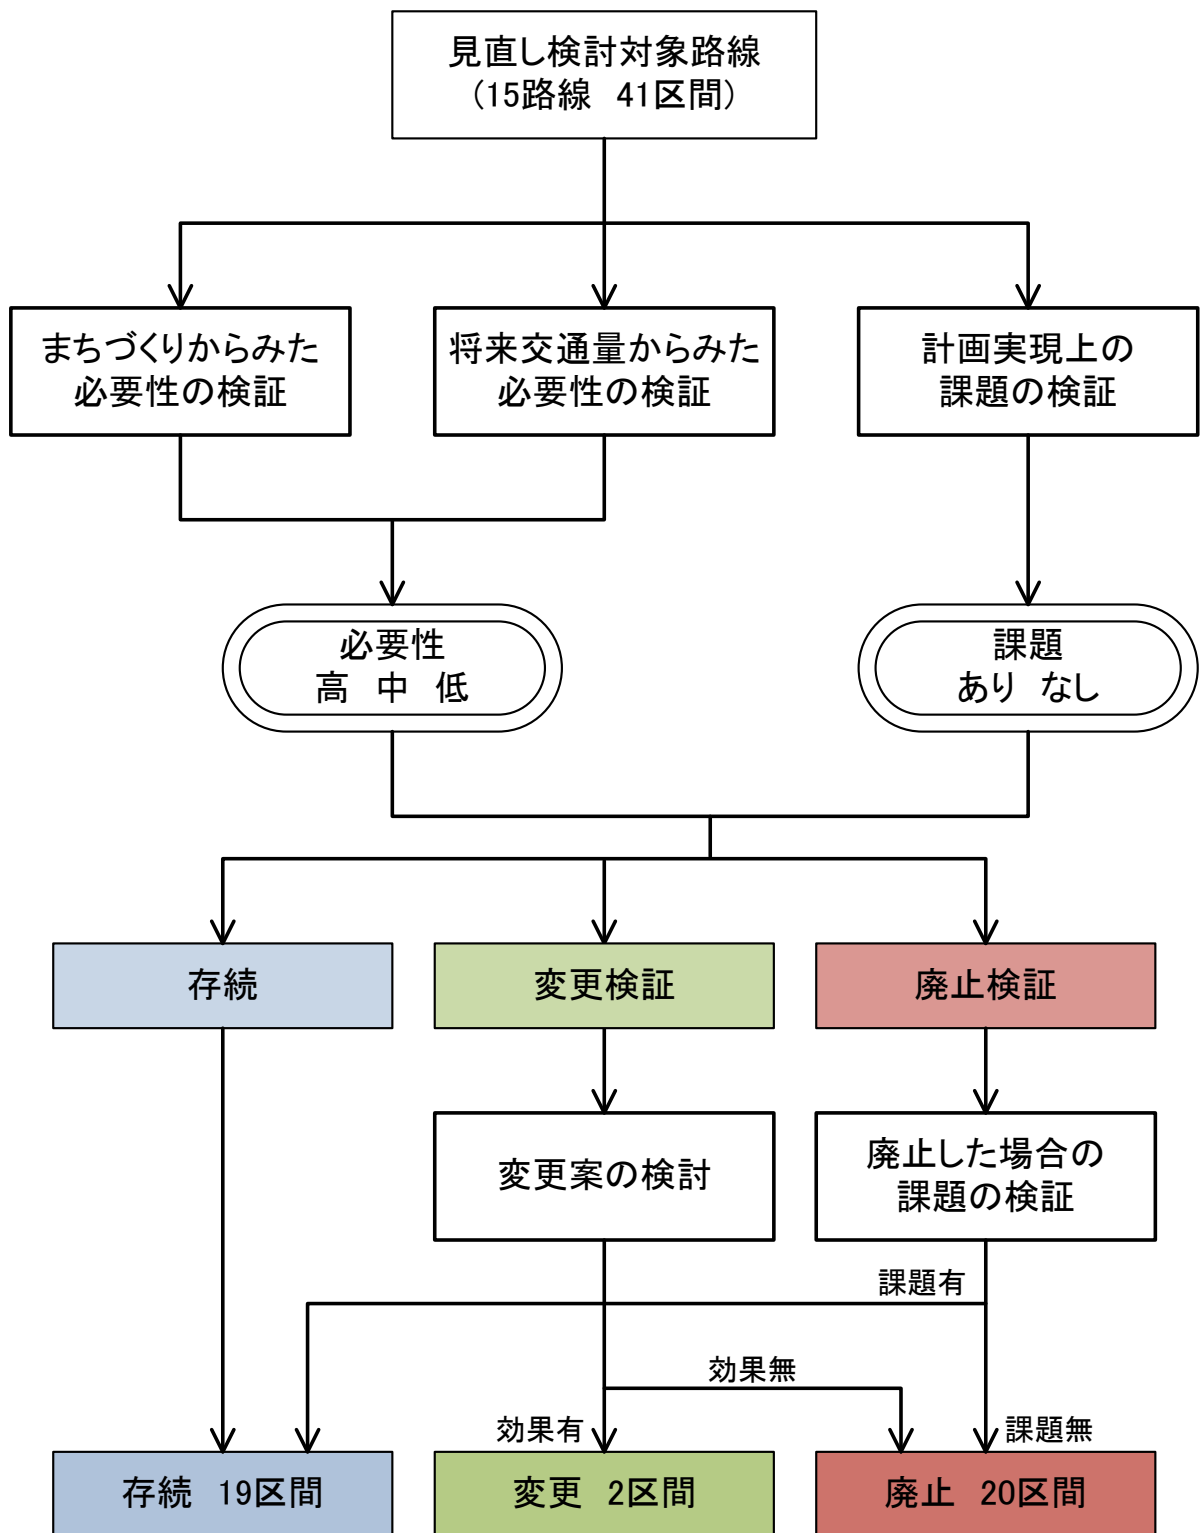 見直し検討対象路線
(15路線　41区間)
まちづくりからみた
必要性の検証
将来交通量からみた
必要性の検証
計画実現上の
課題の検証
必要性
高　中　低
課題
あり　なし
存続
変更検証
廃止検証
変更案の検討
廃止した場合の
課題の検証
課題有
効果無
効果有
課題無
存続　19区間
変更　2区間
廃止　20区間